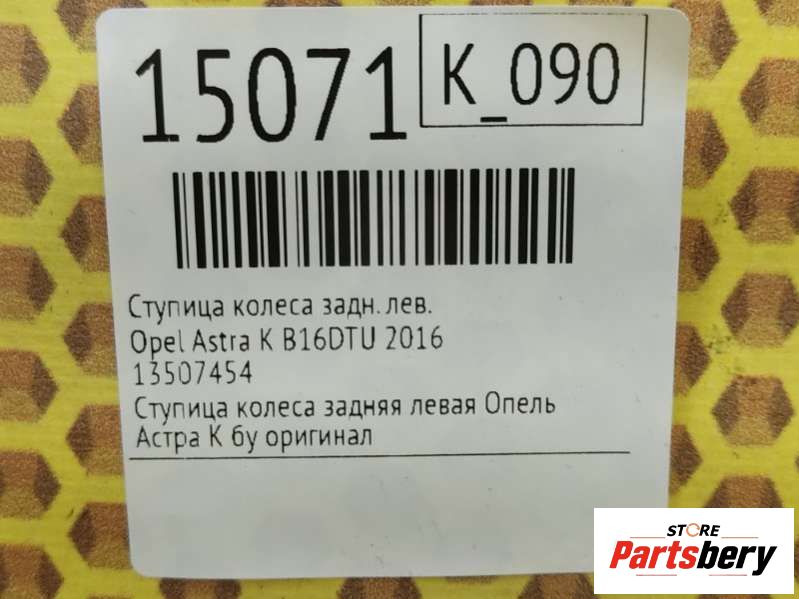 15071
K_090
Ступица колеса задн. лев.
Opel Astra K B16DTU 2016
13507454
Ступица колеса задняя левая Опель
Астра К бу оригинал
STORE
Partsbery